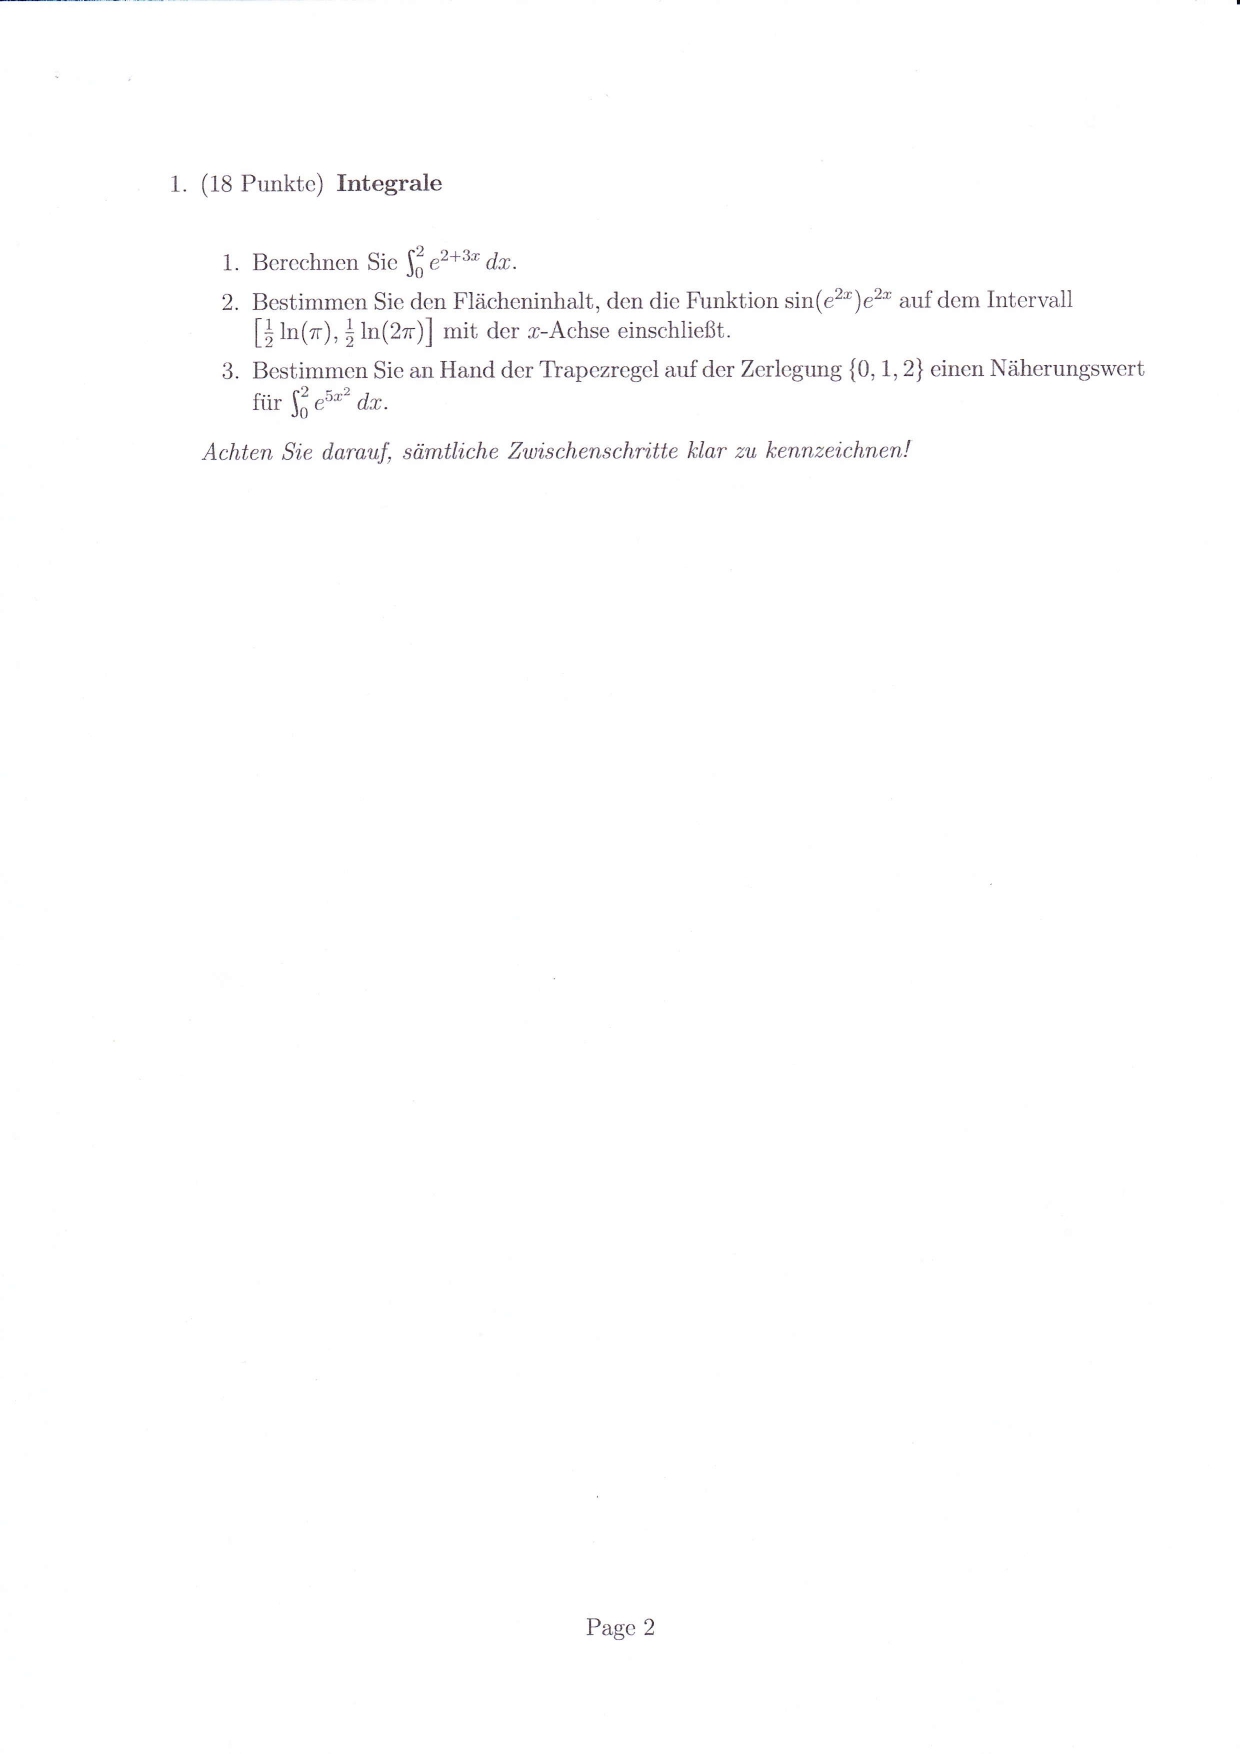 1. (18 Punkte) Integrale
1. Berechnen Sie $\int_0^2 e^{2+3x}\,dx$.
2. Bestimmen Sie den Flächeninhalt, den die Funktion $\sin(e^{2x})e^{2x}$ auf dem Intervall
$\left[\frac{1}{2}\ln(\pi), \frac{1}{2}\ln(2\pi)\right]$ mit der $x$-Achse einschließt.
3. Bestimmen Sie an Hand der Trapezregel auf der Zerlegung $\{0, 1, 2\}$ einen Näherungswert
für $\int_0^2 e^{5x^2}\,dx$.
Achten Sie darauf, sämtliche Zwischenschritte klar zu kennzeichnen!
Page 2